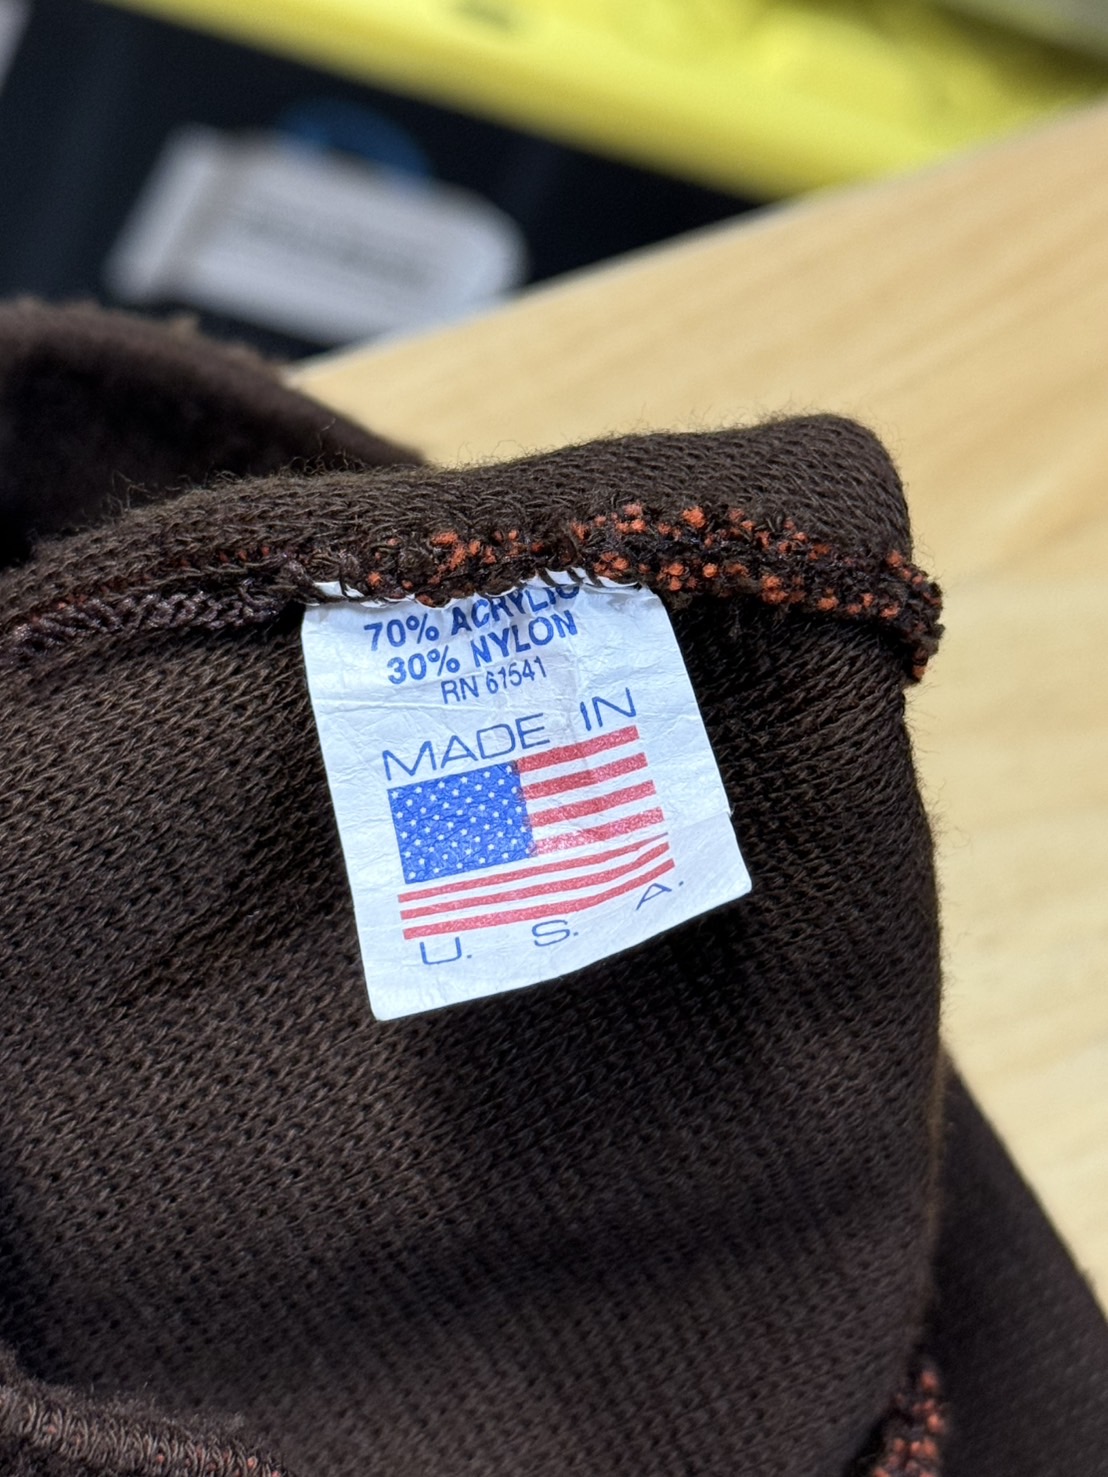 70% ACRYLIC
30% NYLON
RN 61541
MADE IN
U. S. A.